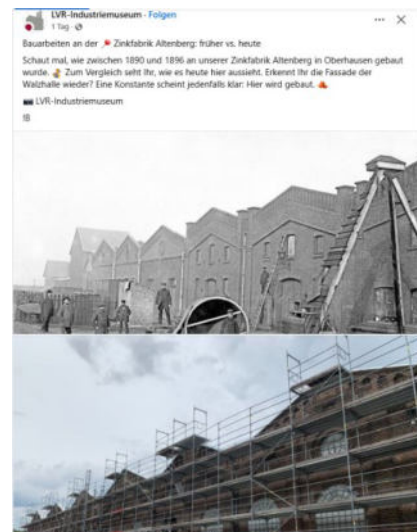 LVR-Industriemuseum · Folgen
1 Tag ·
Bauarbeiten an der Zinkfabrik Altenberg: früher vs. heute
Schaut mal, wie zwischen 1890 und 1896 an unserer Zinkfabrik Altenberg in Oberhausen gebaut
wurde. Zum Vergleich seht Ihr, wie es heute hier aussieht. Erkennt Ihr die Fassade der
Walzhalle wieder? Eine Konstante scheint jedenfalls klar: Hier wird gebaut.
LVR-Industriemuseum